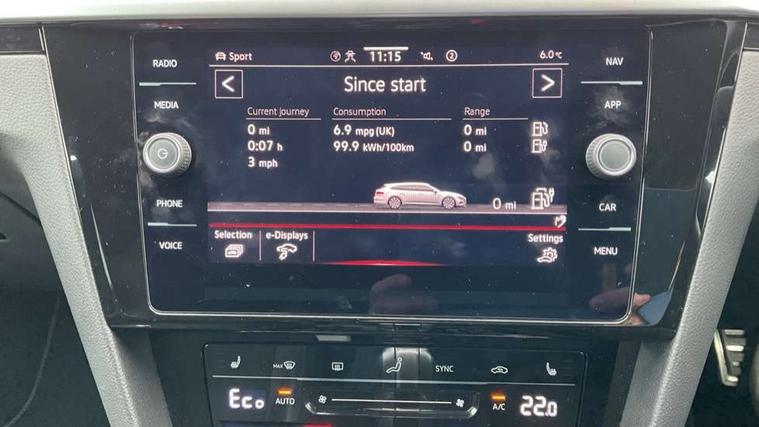 RADIO
MEDIA
PHONE
VOICE
Sport 11:15 2 6.0 °C
< Since start >
Current journey Consumption Range
0 mi 6.9 mpg (UK) 0 mi
0:07 h 99.9 kWh/100km 0 mi
3 mph
0 mi
Selection e-Displays Settings
NAV
APP
CAR
MENU
MAX SYNC
Eco AUTO A/C 22.0